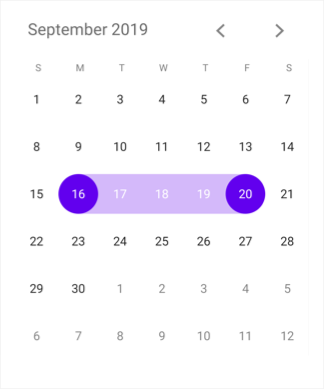 September 2019
S M T W T F S
1 2 3 4 5 6 7
8 9 10 11 12 13 14
15 16 17 18 19 20 21
22 23 24 25 26 27 28
29 30 1 2 3 4 5
6 7 8 9 10 11 12